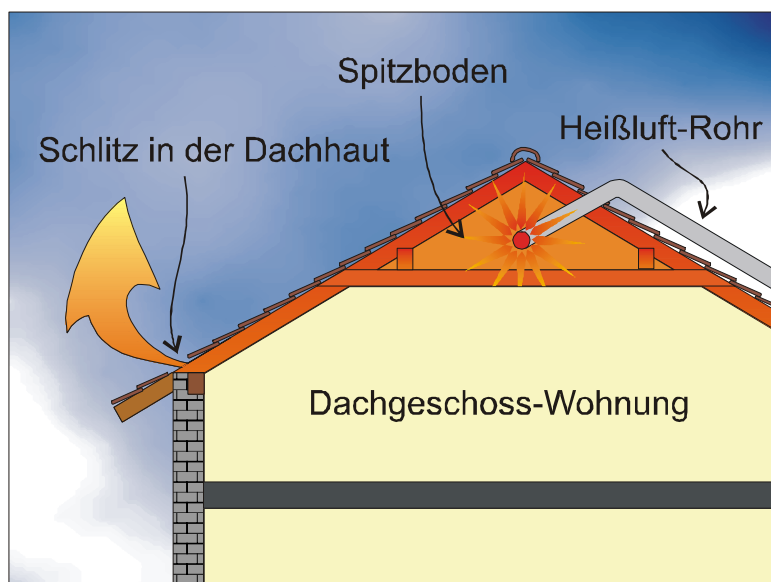 Spitzboden
Heißluft-Rohr
Schlitz in der Dachhaut
Dachgeschoss-Wohnung